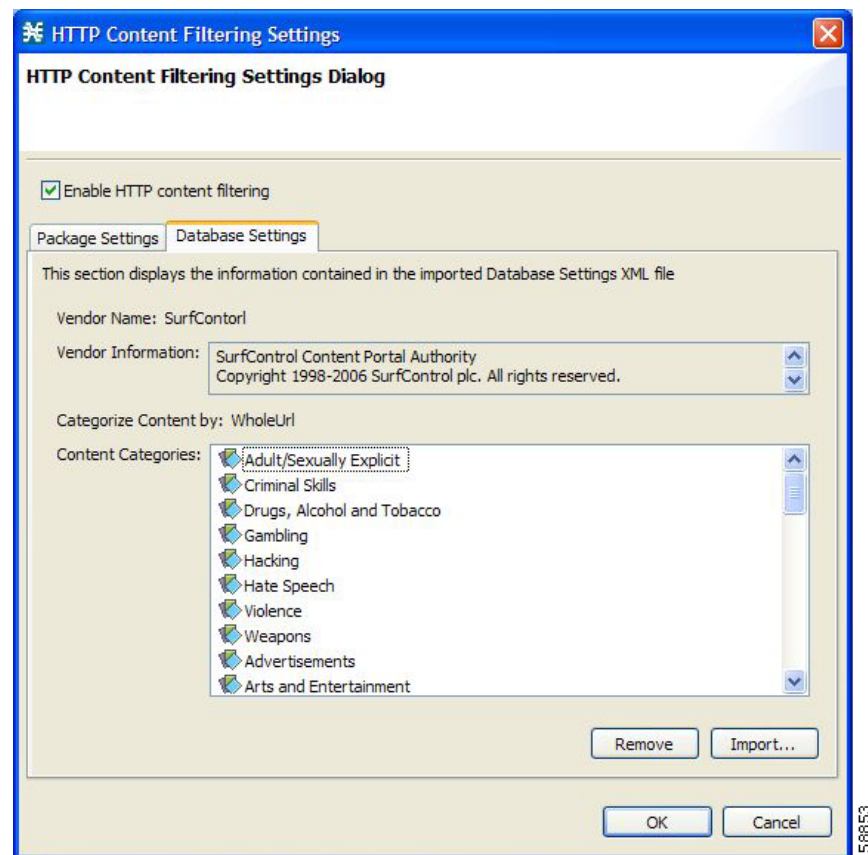 HTTP Content Filtering Settings
HTTP Content Filtering Settings Dialog
Enable HTTP content filtering
Package Settings
Database Settings
This section displays the information contained in the imported Database Settings XML file
Vendor Name: SurfContorl
Vendor Information:
SurfControl Content Portal Authority
Copyright 1998-2006 SurfControl plc. All rights reserved.
Categorize Content by: WholeUrl
Content Categories:
Adult/Sexually Explicit
Criminal Skills
Drugs, Alcohol and Tobacco
Gambling
Hacking
Hate Speech
Violence
Weapons
Advertisements
Arts and Entertainment
Remove
Import...
OK
Cancel